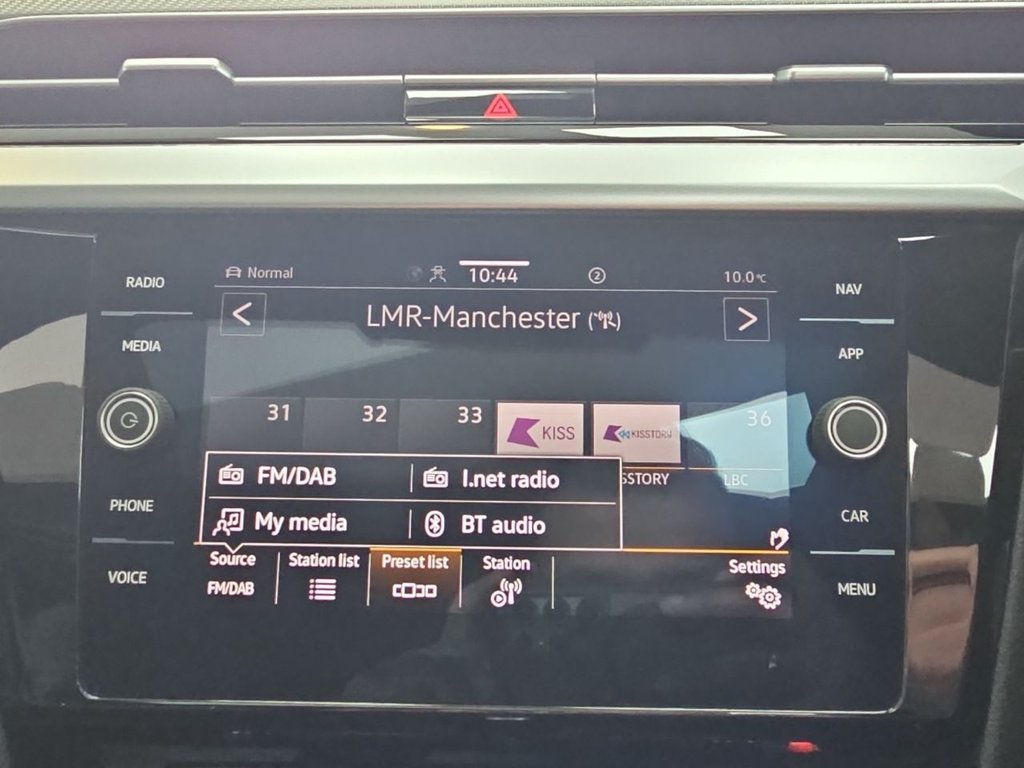 RADIO
MEDIA
PHONE
VOICE
Normal
10:44
2
10.0°C
<
LMR-Manchester
>
31
32
33
KISS
KISSTORY
36
SSTORY
LBC
FM/DAB
I.net radio
My media
BT audio
Source
FM/DAB
Station list
Preset list
Station
Settings
NAV
APP
CAR
MENU